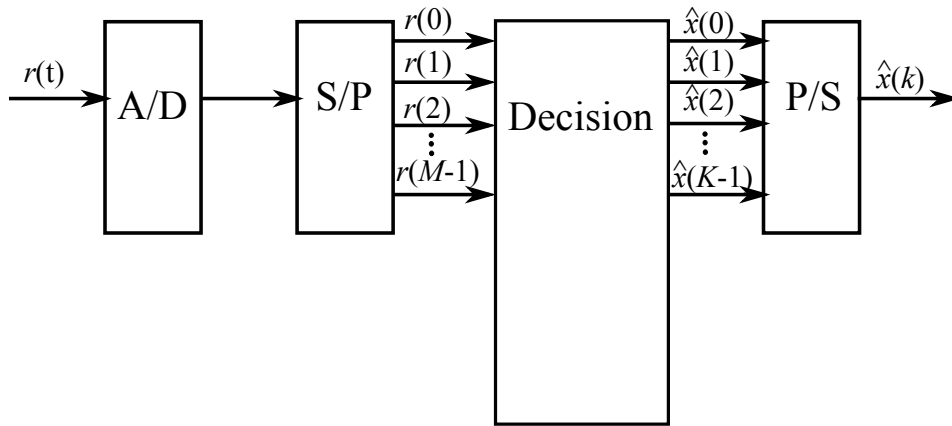 r(t)
A/D
S/P
r(0)
r(1)
r(2)
r(M-1)
Decision
x̂(0)
x̂(1)
x̂(2)
x̂(K-1)
P/S
x̂(k)